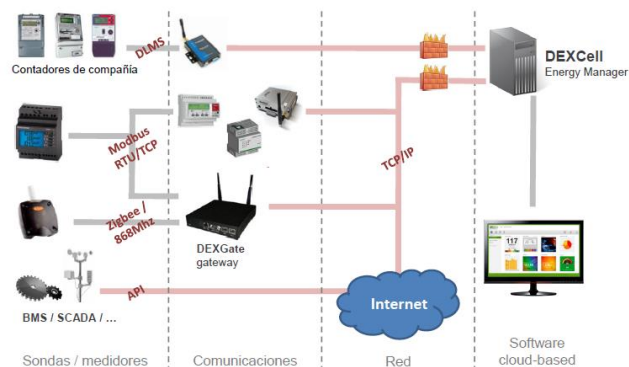 Contadores de compañía
DLMS
DEXCell
Energy Manager
Modbus
RTU/TCP
TCP/IP
Zigbee /
868Mhz
DEXGate
gateway
API
Internet
BMS / SCADA / ...
Sondas / medidores
Comunicaciones
Red
Software
cloud-based
117